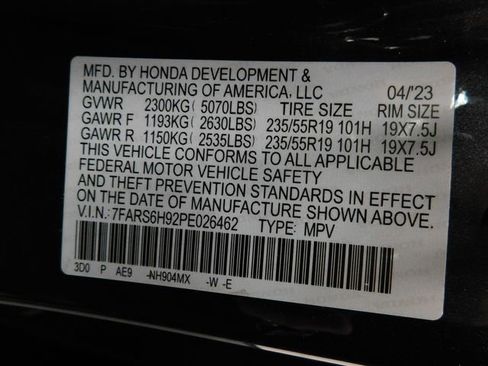 MFD. BY HONDA DEVELOPMENT &
MANUFACTURING OF AMERICA, LLC 04/'23
GVWR 2300KG (5070LBS) TIRE SIZE RIM SIZE
GAWR F 1193KG (2630LBS) 235/55R19 101H 19X7.5J
GAWR R 1150KG (2535LBS) 235/55R19 101H 19X7.5J
THIS VEHICLE CONFORMS TO ALL APPLICABLE
FEDERAL MOTOR VEHICLE SAFETY
AND THEFT PREVENTION STANDARDS IN EFFECT
ON THE DATE OF MANUFACTURE SHOWN ABOVE.
V.I.N.:7FARS6H92PE026462 TYPE: MPV
3D0 P AE9 -NH904MX -W -E